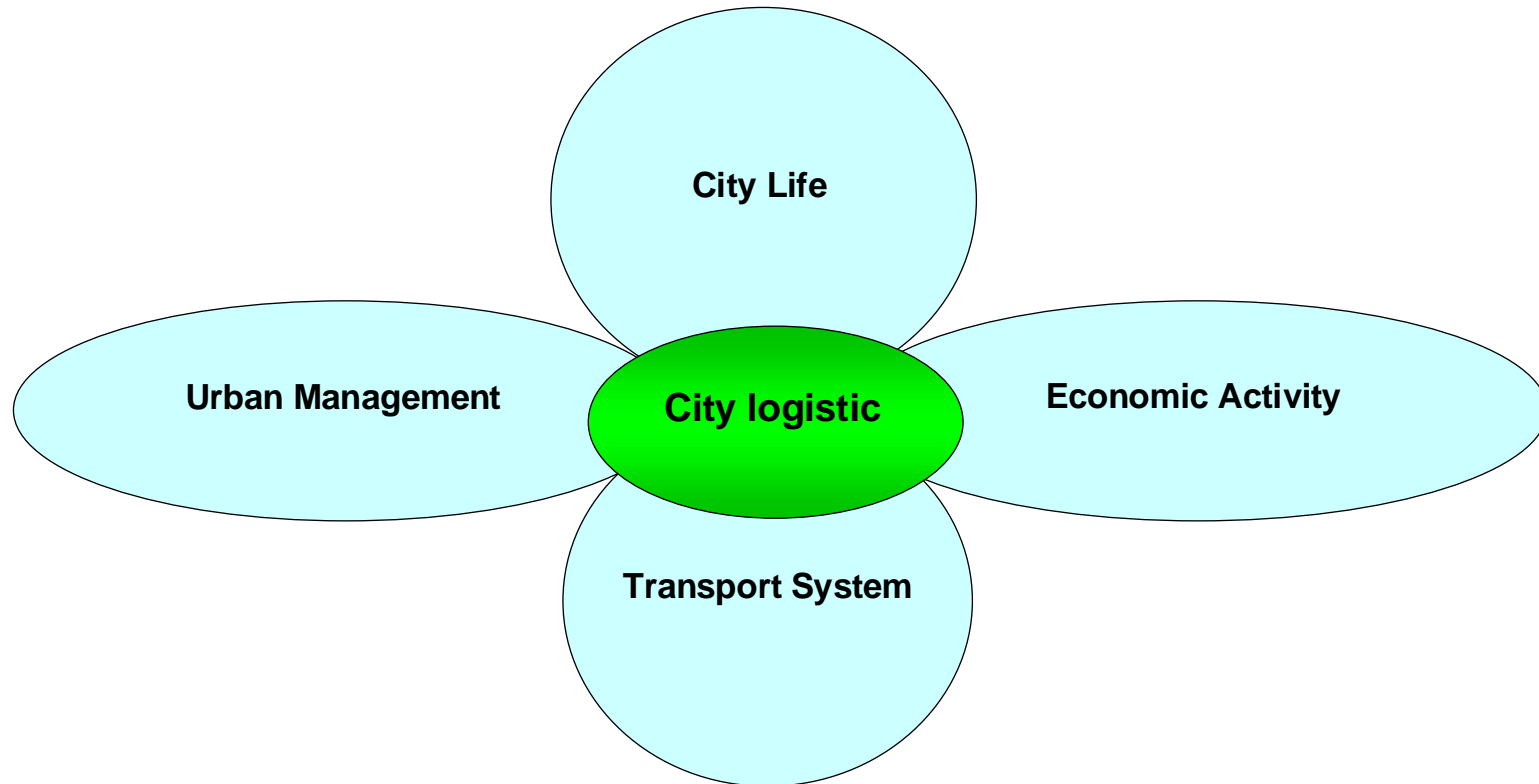 City Life
Urban Management
City logistic
Economic Activity
Transport System